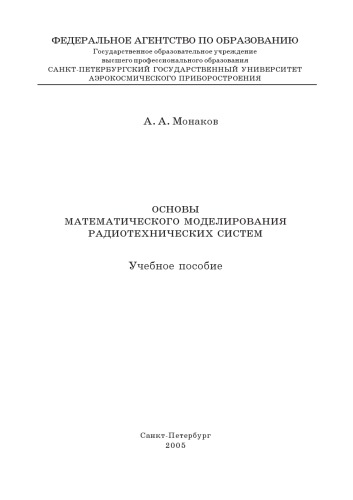 ФЕДЕРАЛЬНОЕ АГЕНТСТВО ПО ОБРАЗОВАНИЮ
Государственное образовательное учреждение
высшего профессионального образования
САНКТ-ПЕТЕРБУРГСКИЙ ГОСУДАРСТВЕННЫЙ УНИВЕРСИТЕТ
АЭРОКОСМИЧЕСКОГО ПРИБОРОСТРОЕНИЯ
А. А. Монаков
ОСНОВЫ
МАТЕМАТИЧЕСКОГО МОДЕЛИРОВАНИЯ
РАДИОТЕХНИЧЕСКИХ СИСТЕМ
Учебное пособие
Санкт-Петербург
2005